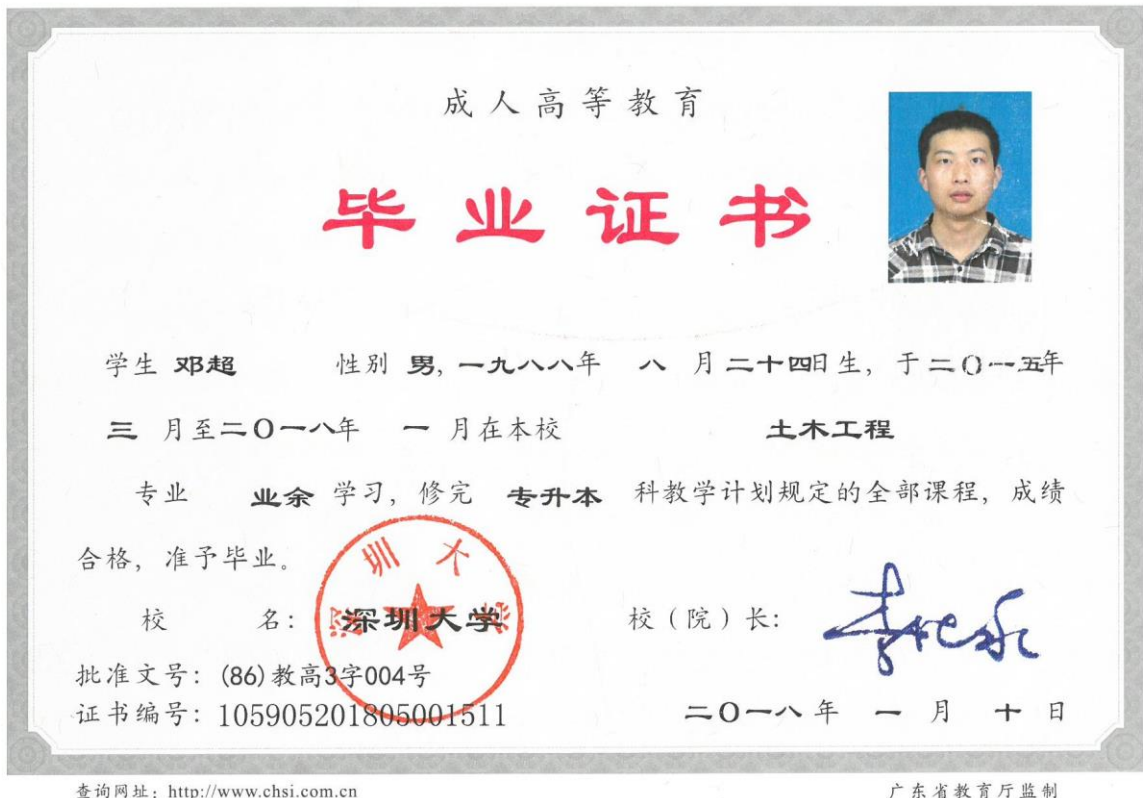 成人高等教育
毕业证书
学生 邓超 性别 男, 一九八八年 八 月 二十四日生, 于二〇一五年
三 月至二〇一八年 一 月在本校 土木工程
专业 业余 学习, 修完 专升本 科教学计划规定的全部课程, 成绩
合格, 准予毕业。
校 名: 深圳大学 校(院)长:
批准文号: (86)教高3字004号
证书编号: 105905201805001511 二〇一八 年 一 月 十 日
深圳大学
查询网址: http://www.chsi.com.cn 广东省教育厅监制